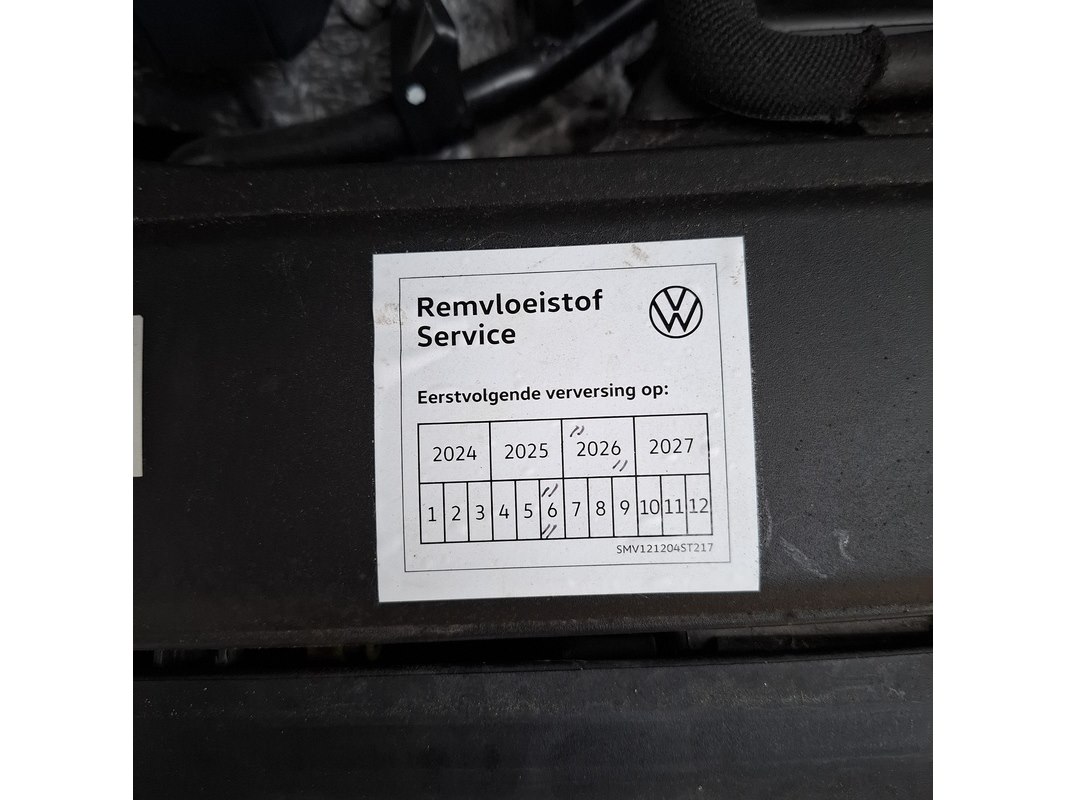 Remvloeistof
Service
Eerstvolgende verversing op:
2024 2025 2026 2027
1 2 3 4 5 6 7 8 9 10 11 12
SMV121204ST217